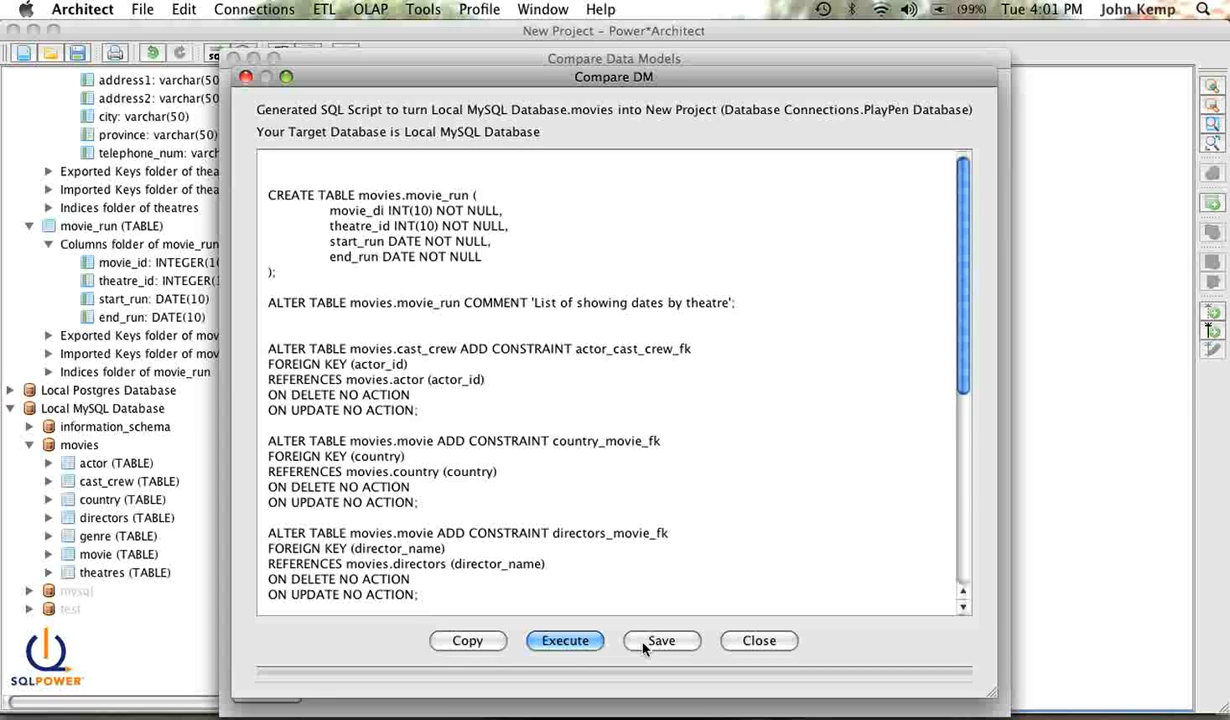 Architect File Edit Connections ETL OLAP Tools Profile Window Help (99%) Tue 4:01 PM John Kemp
New Project - Power*Architect
Compare Data Models
Compare DM
Generated SQL Script to turn Local MySQL Database.movies into New Project (Database Connections.PlayPen Database)
Your Target Database is Local MySQL Database
address1: varchar(50
address2: varchar(50
city: varchar(50)
province: varchar(50)
telephone_num: varch
Exported Keys folder of thea
Imported Keys folder of thea
Indices folder of theatres
movie_run (TABLE)
Columns folder of movie_run
movie_id: INTEGER(1
theatre_id: INTEGER(
start_run: DATE(10)
end_run: DATE(10)
Exported Keys folder of mov
Imported Keys folder of mov
Indices folder of movie_run
Local Postgres Database
Local MySQL Database
information_schema
movies
actor (TABLE)
cast_crew (TABLE)
country (TABLE)
directors (TABLE)
genre (TABLE)
movie (TABLE)
theatres (TABLE)
mysql
test
SQLPOWER
CREATE TABLE movies.movie_run (
movie_di INT(10) NOT NULL,
theatre_id INT(10) NOT NULL,
start_run DATE NOT NULL,
end_run DATE NOT NULL
);
ALTER TABLE movies.movie_run COMMENT 'List of showing dates by theatre';
ALTER TABLE movies.cast_crew ADD CONSTRAINT actor_cast_crew_fk
FOREIGN KEY (actor_id)
REFERENCES movies.actor (actor_id)
ON DELETE NO ACTION
ON UPDATE NO ACTION;
ALTER TABLE movies.movie ADD CONSTRAINT country_movie_fk
FOREIGN KEY (country)
REFERENCES movies.country (country)
ON DELETE NO ACTION
ON UPDATE NO ACTION;
ALTER TABLE movies.movie ADD CONSTRAINT directors_movie_fk
FOREIGN KEY (director_name)
REFERENCES movies.directors (director_name)
ON DELETE NO ACTION
ON UPDATE NO ACTION;
Copy Execute Save Close